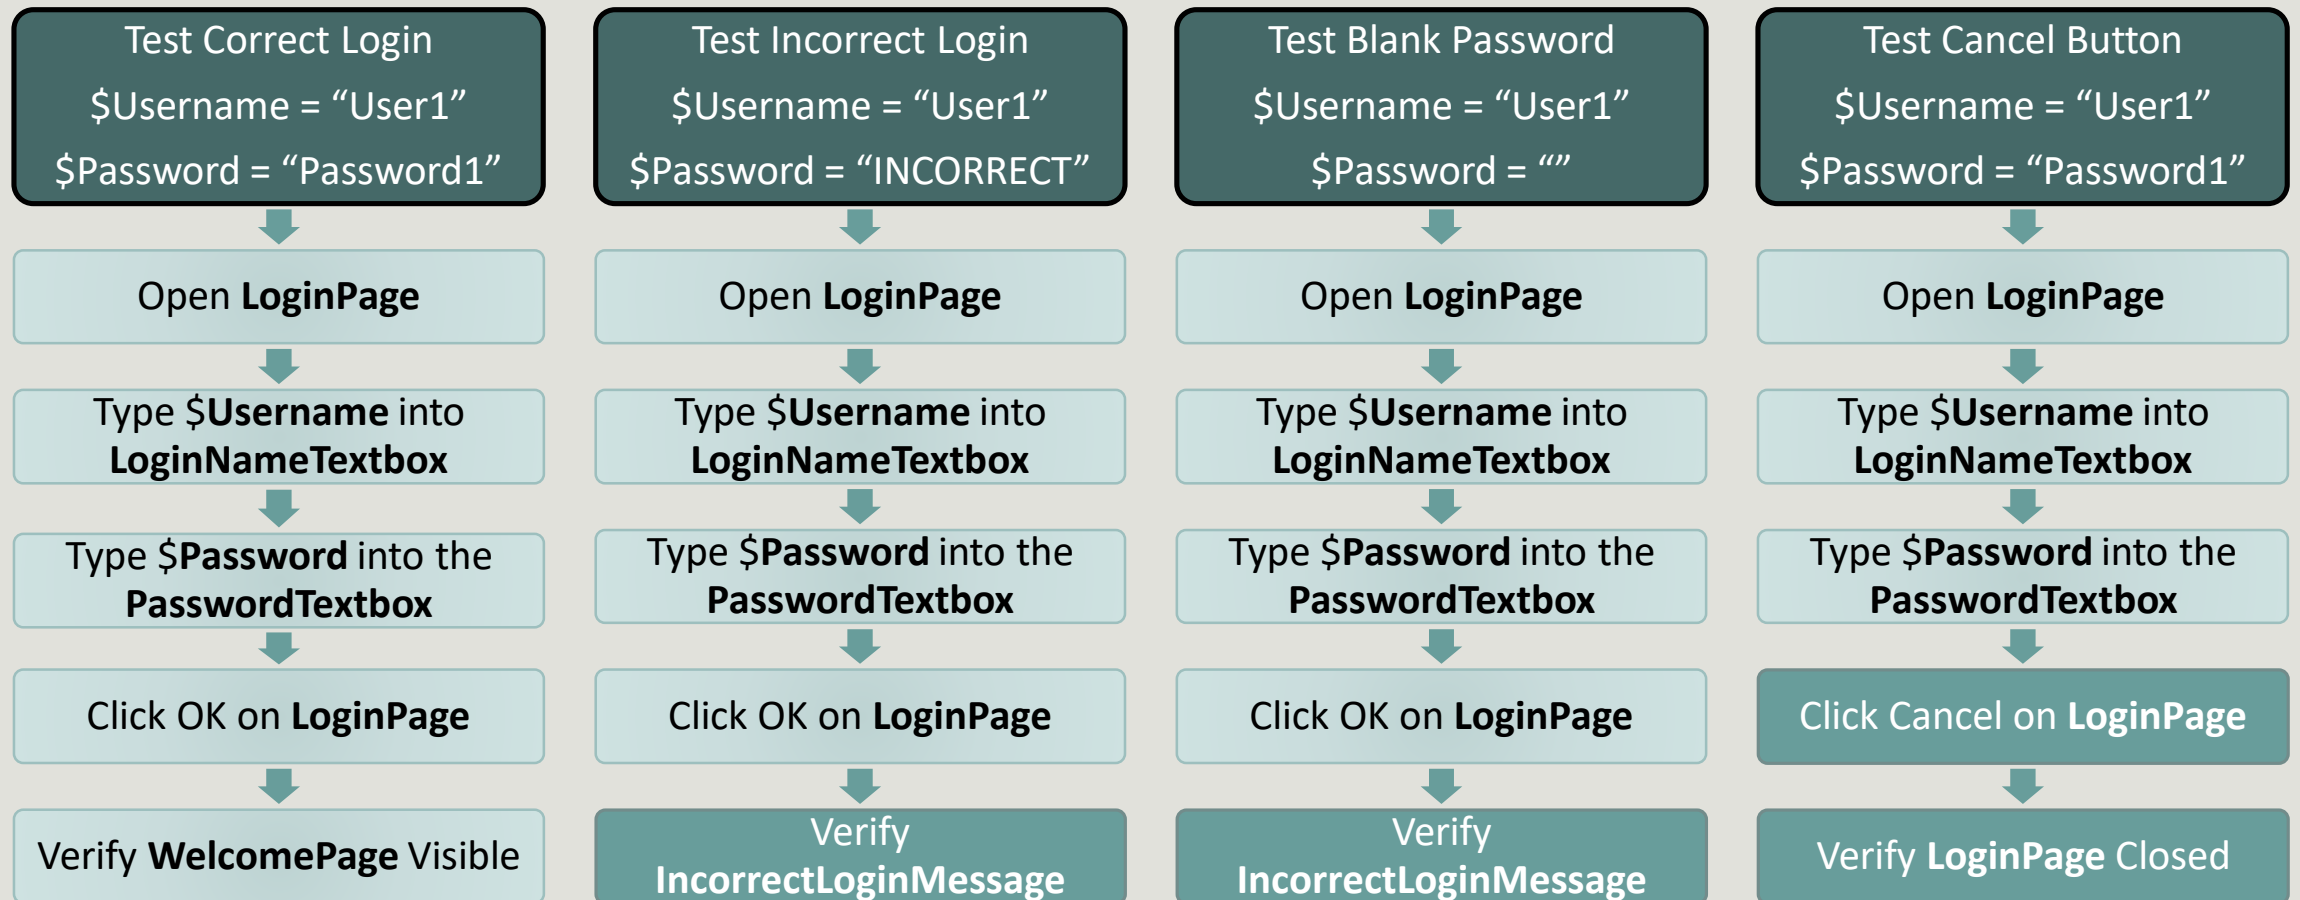 Test Correct Login
$Username = “User1”
$Password = “Password1”
Open LoginPage
Type $Username into
LoginNameTextbox
Type $Password into the
PasswordTextbox
Click OK on LoginPage
Verify WelcomePage Visible
Test Incorrect Login
$Username = “User1”
$Password = “INCORRECT”
Open LoginPage
Type $Username into
LoginNameTextbox
Type $Password into the
PasswordTextbox
Click OK on LoginPage
Verify
IncorrectLoginMessage
Test Blank Password
$Username = “User1”
$Password = “”
Open LoginPage
Type $Username into
LoginNameTextbox
Type $Password into the
PasswordTextbox
Click OK on LoginPage
Verify
IncorrectLoginMessage
Test Cancel Button
$Username = “User1”
$Password = “Password1”
Open LoginPage
Type $Username into
LoginNameTextbox
Type $Password into the
PasswordTextbox
Click Cancel on LoginPage
Verify LoginPage Closed